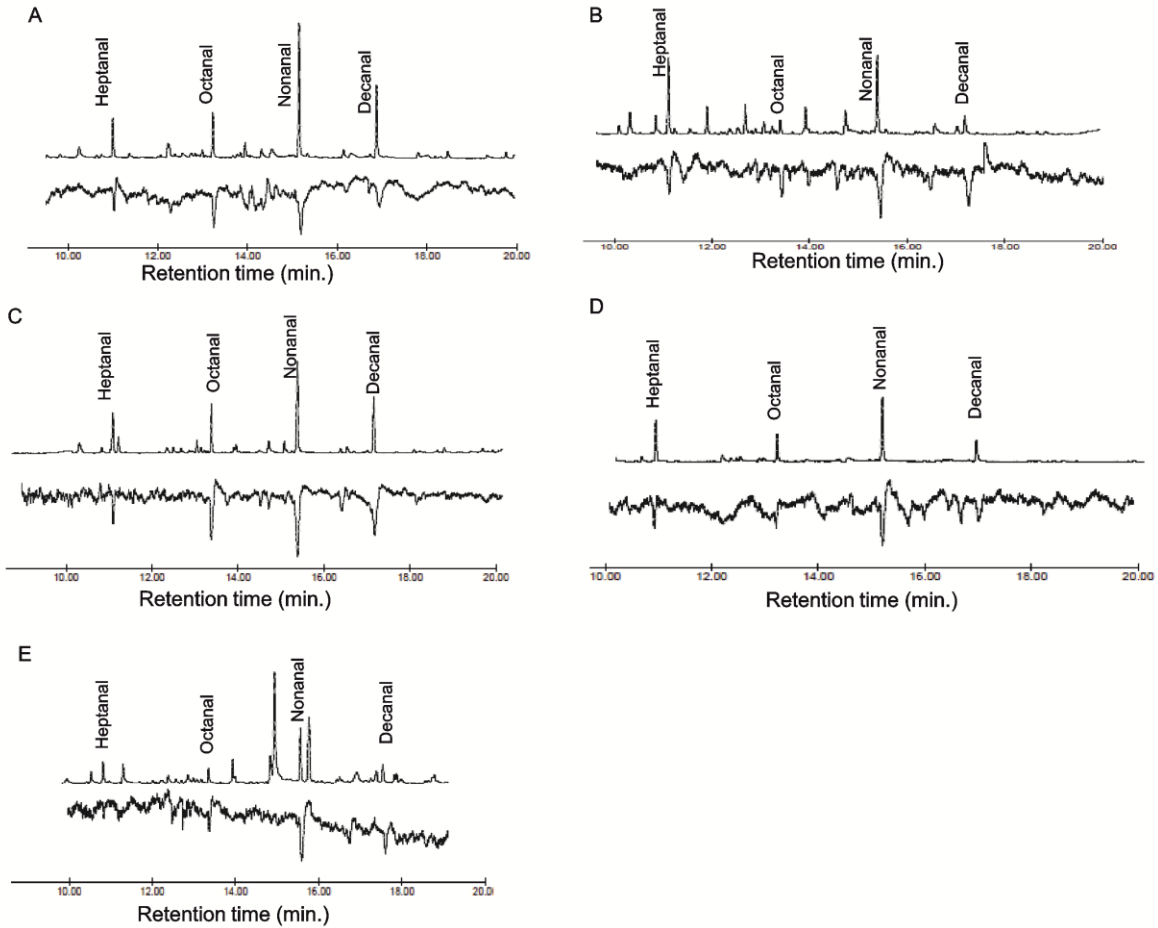 A
Heptanal
Octanal
Nonanal
Decanal
10.00 12.00 14.00 16.00 18.00 20.00
Retention time (min.)
B
Heptanal
Octanal
Nonanal
Decanal
10.00 12.00 14.00 16.00 18.00 20.00
Retention time (min.)
C
Heptanal
Octanal
Nonanal
Decanal
10.00 12.00 14.00 16.00 18.00 20.00
Retention time (min.)
D
Heptanal
Octanal
Nonanal
Decanal
10.00 12.00 14.00 16.00 18.00 20.00
Retention time (min.)
E
Heptanal
Octanal
Nonanal
Decanal
10.00 12.00 14.00 16.00 18.00 20.00
Retention time (min.)